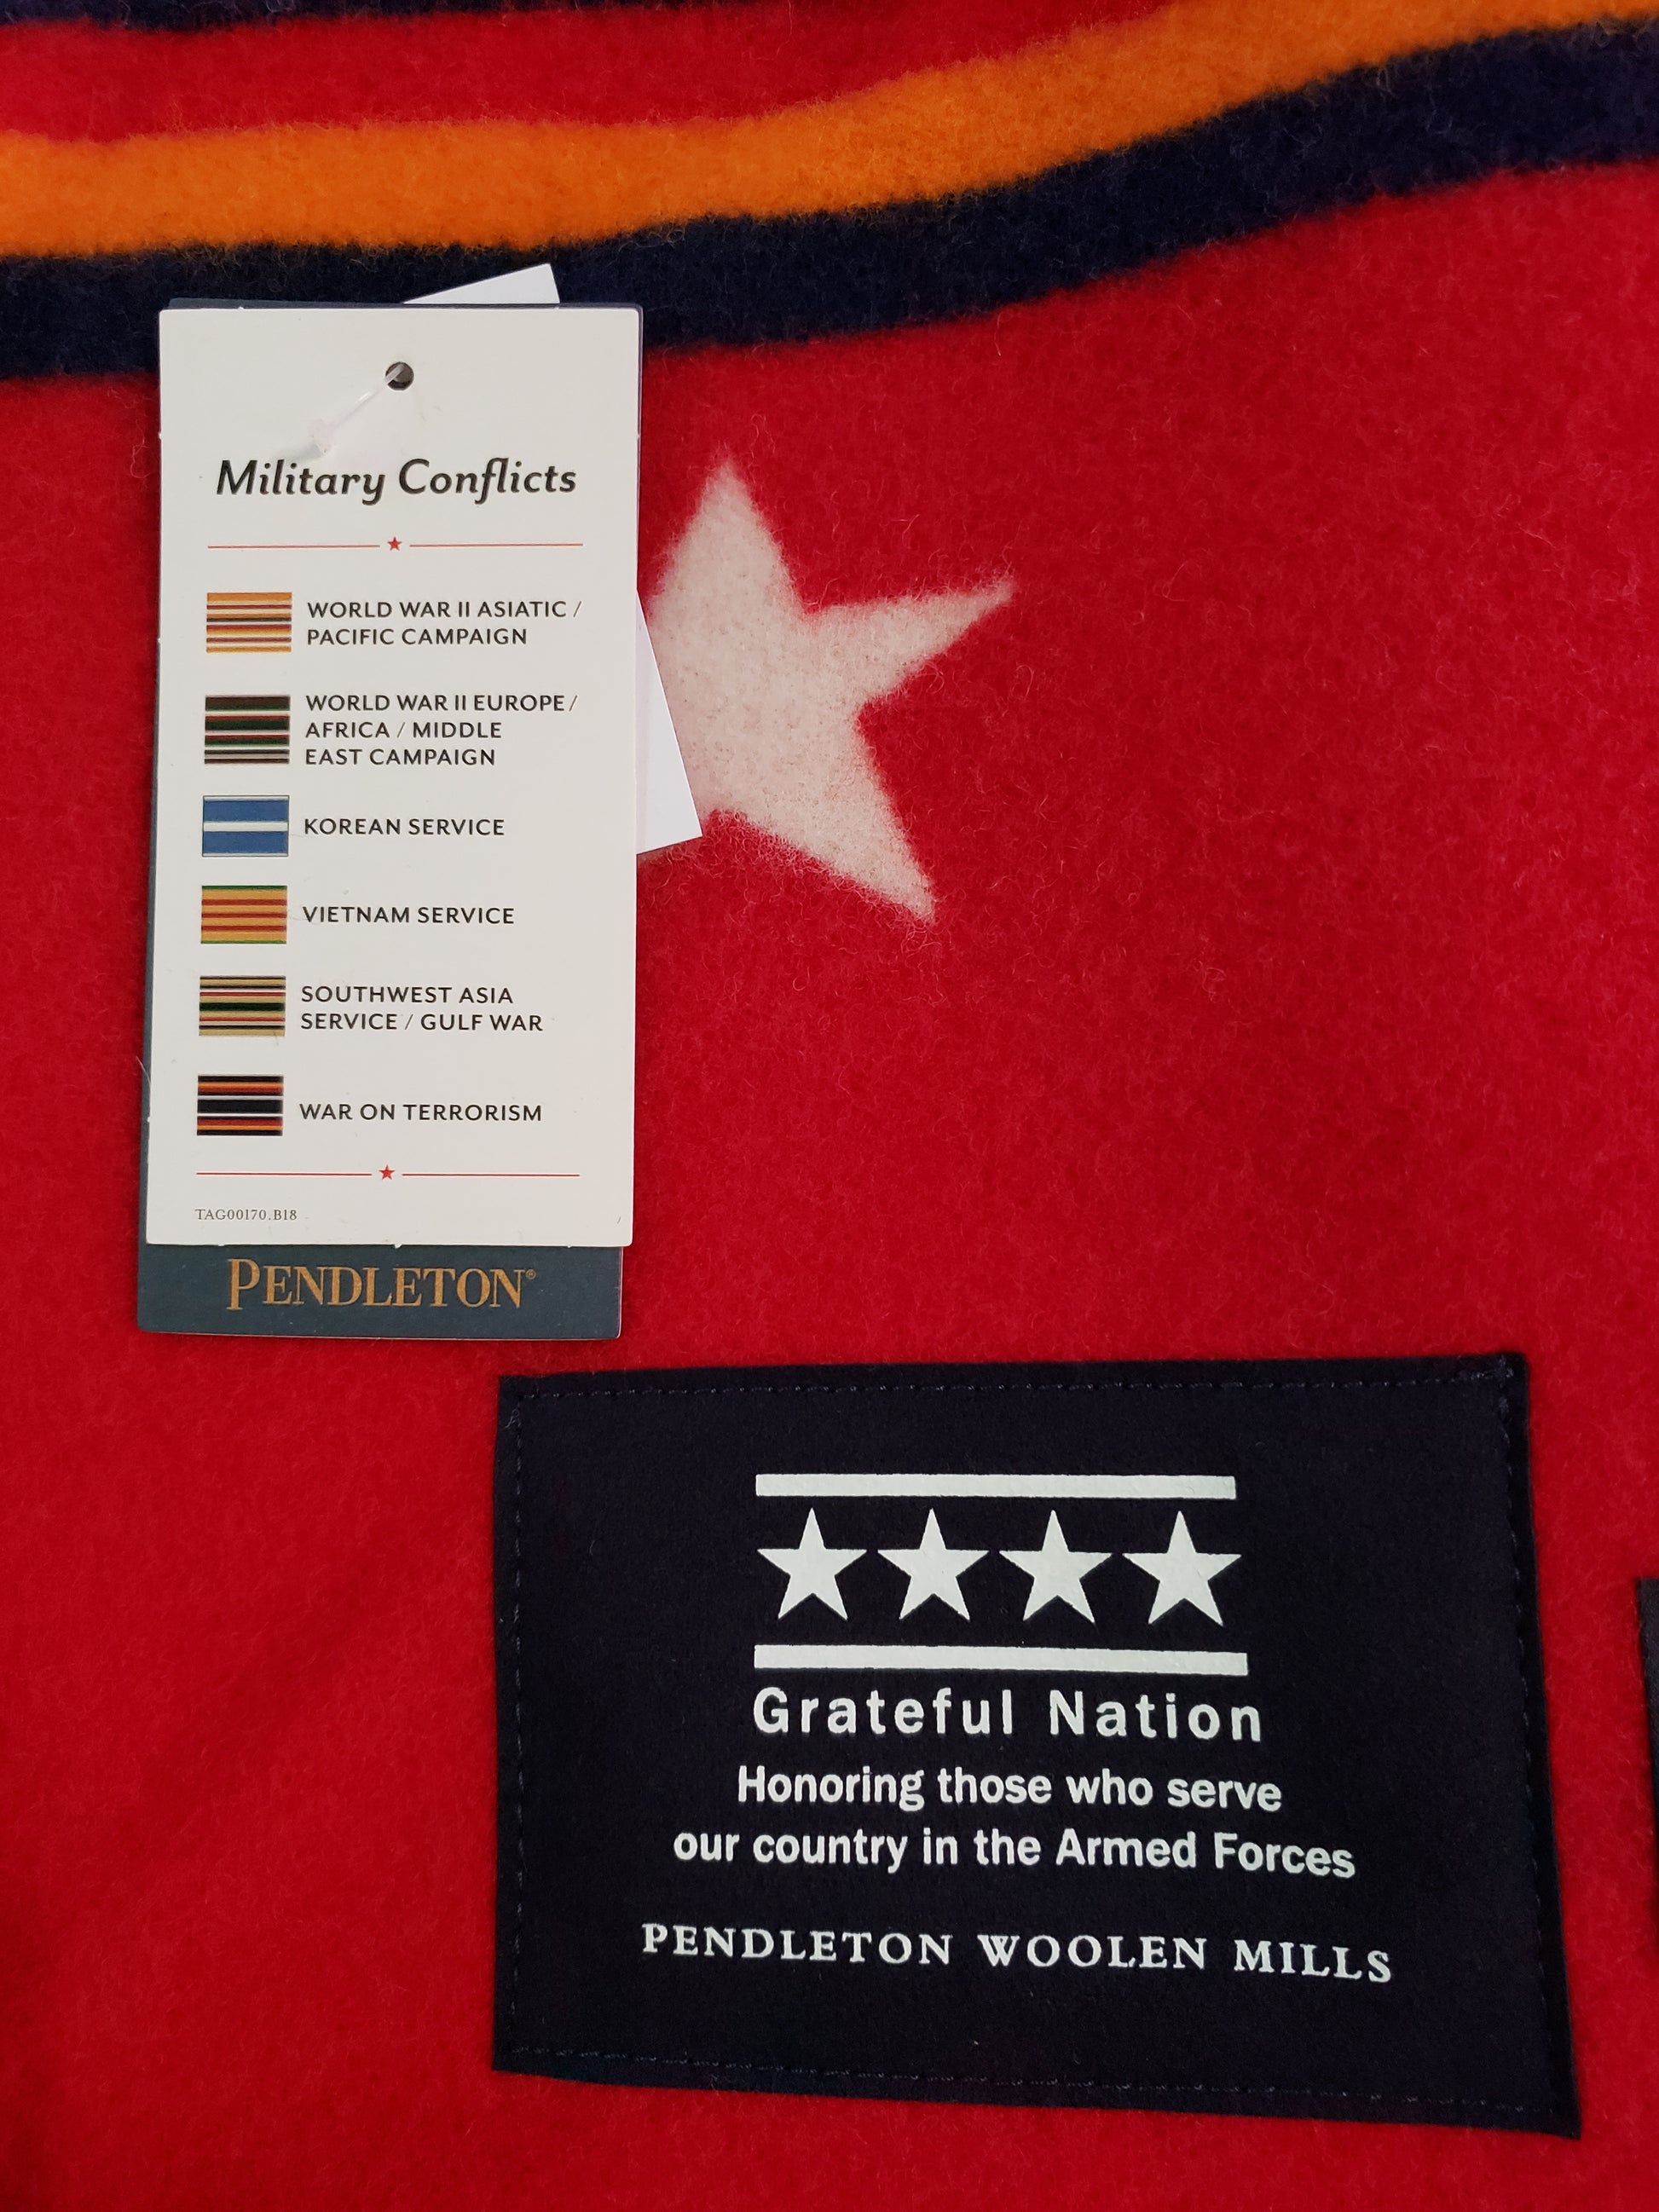 Military Conflicts
WORLD WAR II ASIATIC /
PACIFIC CAMPAIGN
WORLD WAR II EUROPE /
AFRICA / MIDDLE
EAST CAMPAIGN
KOREAN SERVICE
VIETNAM SERVICE
SOUTHWEST ASIA
SERVICE / GULF WAR
WAR ON TERRORISM
TAG00170.B18
PENDLETON®
Grateful Nation
Honoring those who serve
our country in the Armed Forces
PENDLETON WOOLEN MILLS